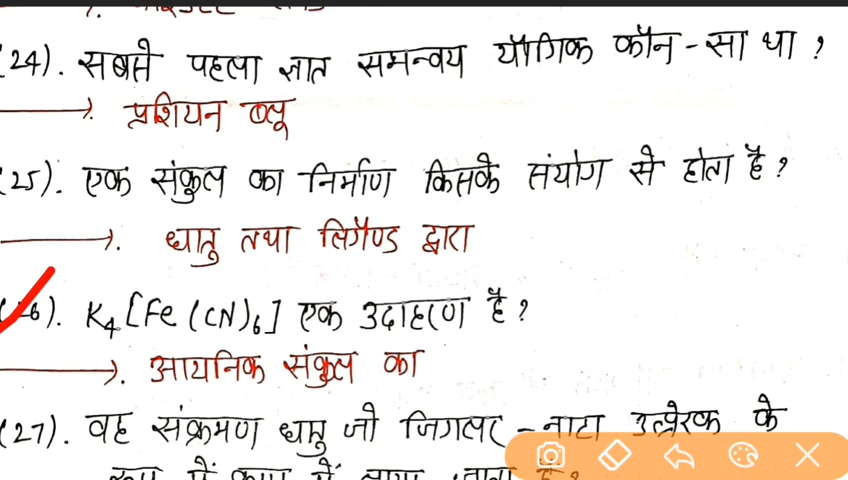 (24). सबसे पहला ज्ञात समन्वय यौगिक कौन-सा था ?
→ प्रशियन ब्लू
(25). एक संकुल का निर्माण किसके संयोग से होता है ?
→ धातु तथा लिगैण्ड द्वारा
6). K₄[Fe(CN)₆] एक उदाहरण है ?
→ आयनिक संकुल का
(27). वह संक्रमण धातु जो जिगलर - नाटा उत्प्रेरक के